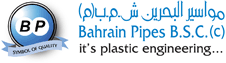 مواسير البحرين ش.م.ب(م)
BP
SYMBOL OF QUALITY
Bahrain Pipes B.S.C.(c)
it's plastic engineering...